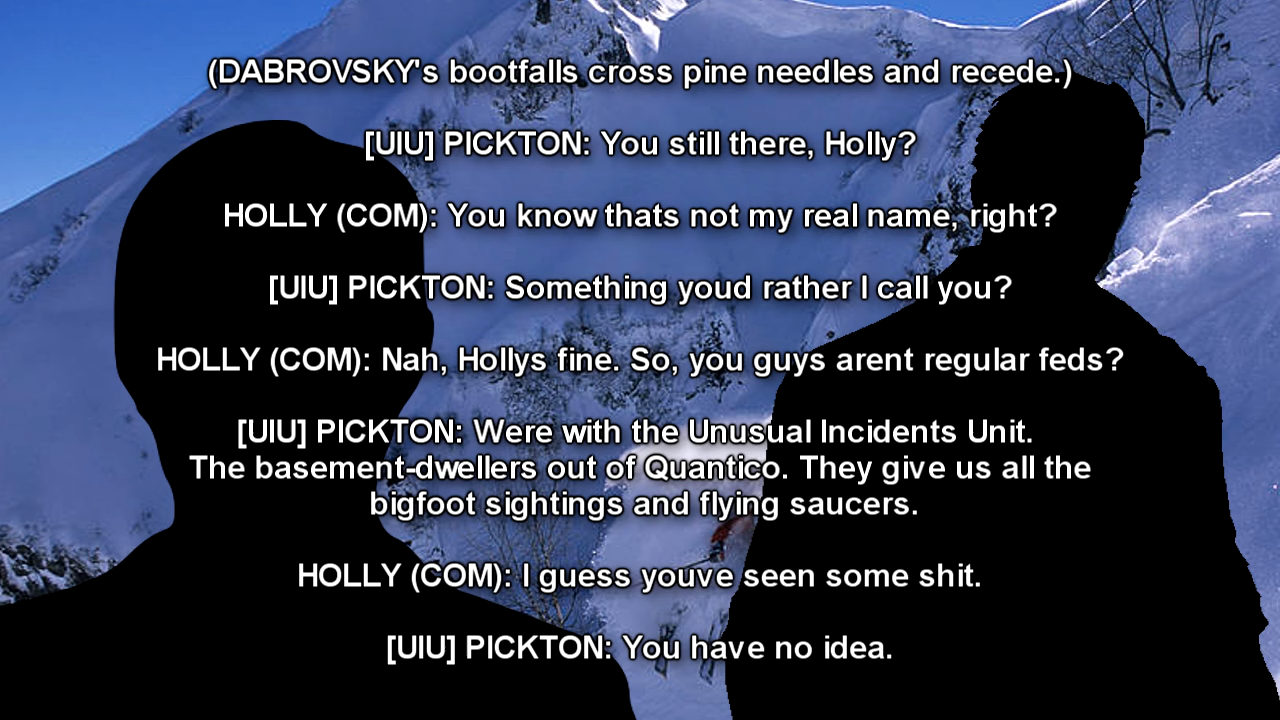 (DABROVSKY's bootfalls cross pine needles and recede.)
[UIU] PICKTON: You still there, Holly?
HOLLY (COM): You know thats not my real name, right?
[UIU] PICKTON: Something youd rather I call you?
HOLLY (COM): Nah, Hollys fine. So, you guys arent regular feds?
[UIU] PICKTON: Were with the Unusual Incidents Unit.
The basement-dwellers out of Quantico. They give us all the
bigfoot sightings and flying saucers.
HOLLY (COM): I guess youve seen some shit.
[UIU] PICKTON: You have no idea.